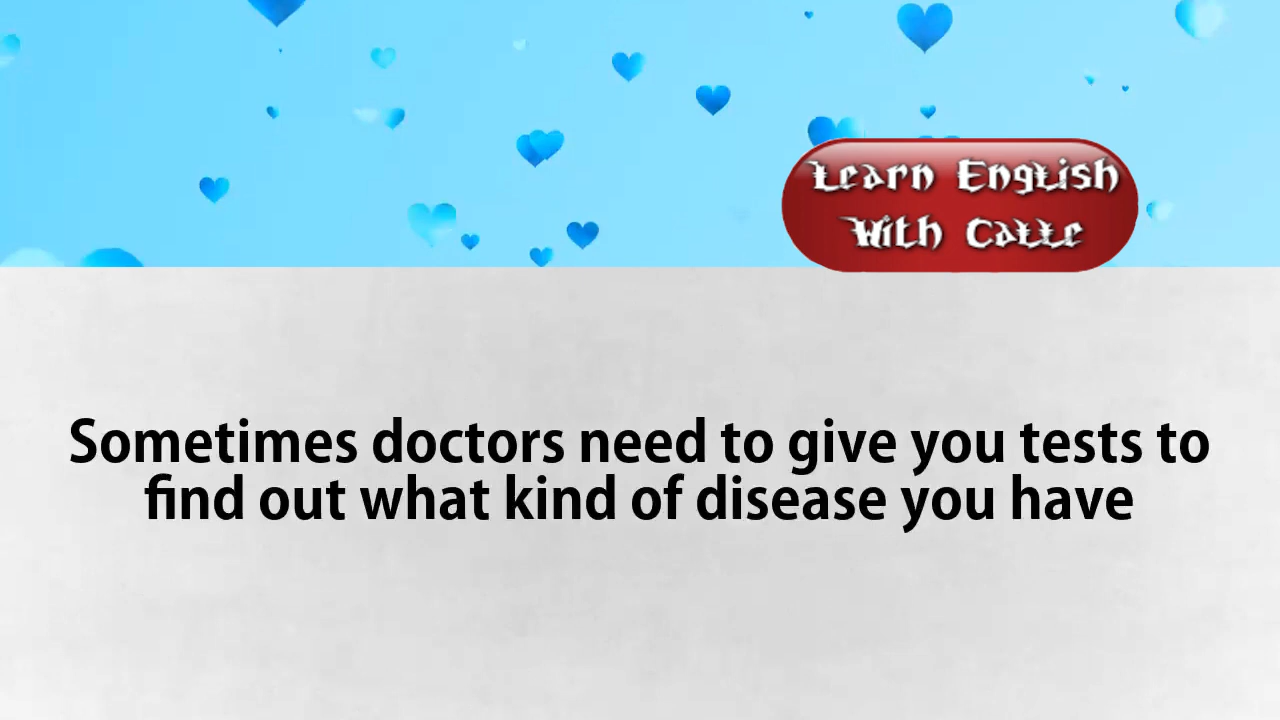 Learn English
With Calle
Sometimes doctors need to give you tests to
find out what kind of disease you have